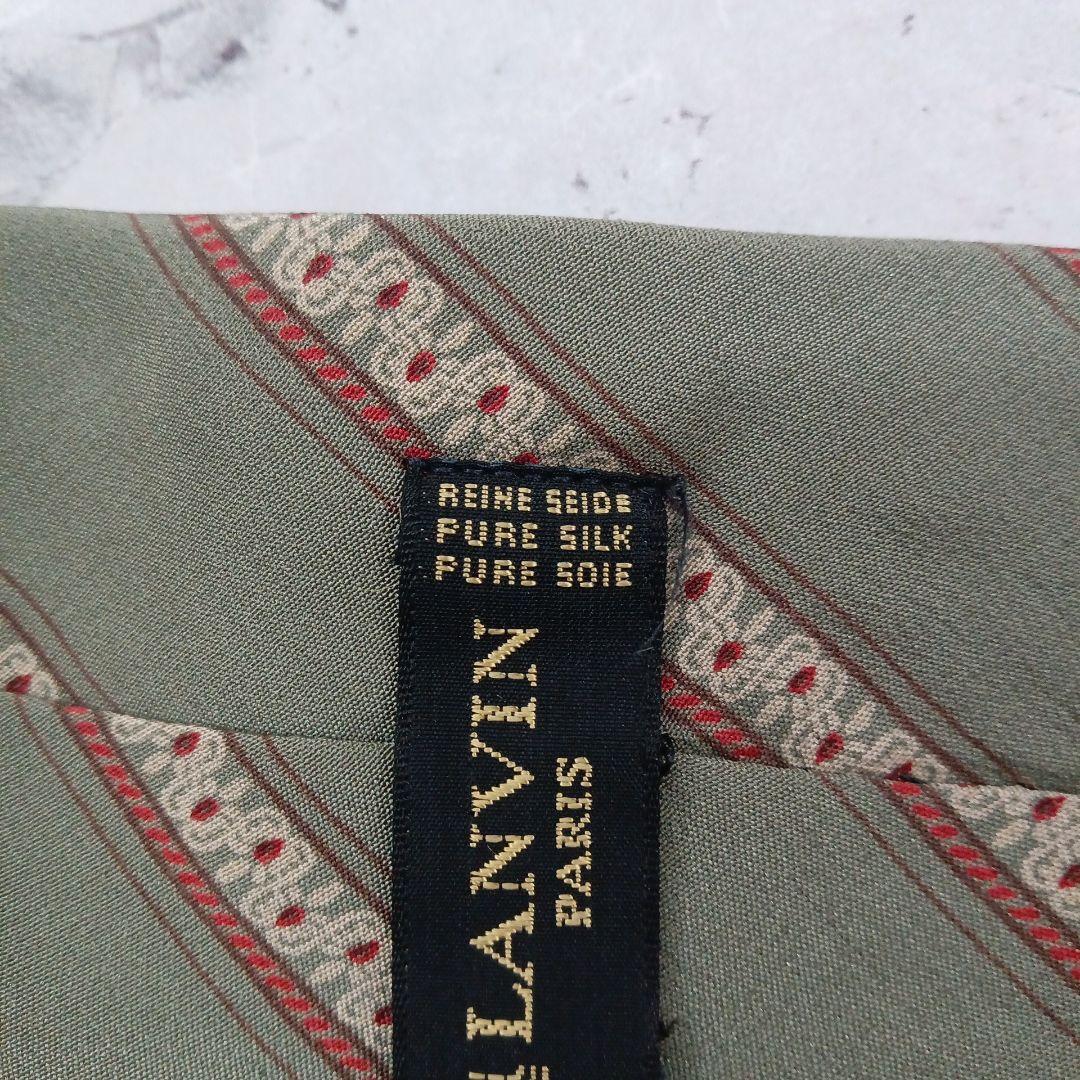 REINE SEIDE
PURE SILK
PURE SOIE
LANVIN
PARIS